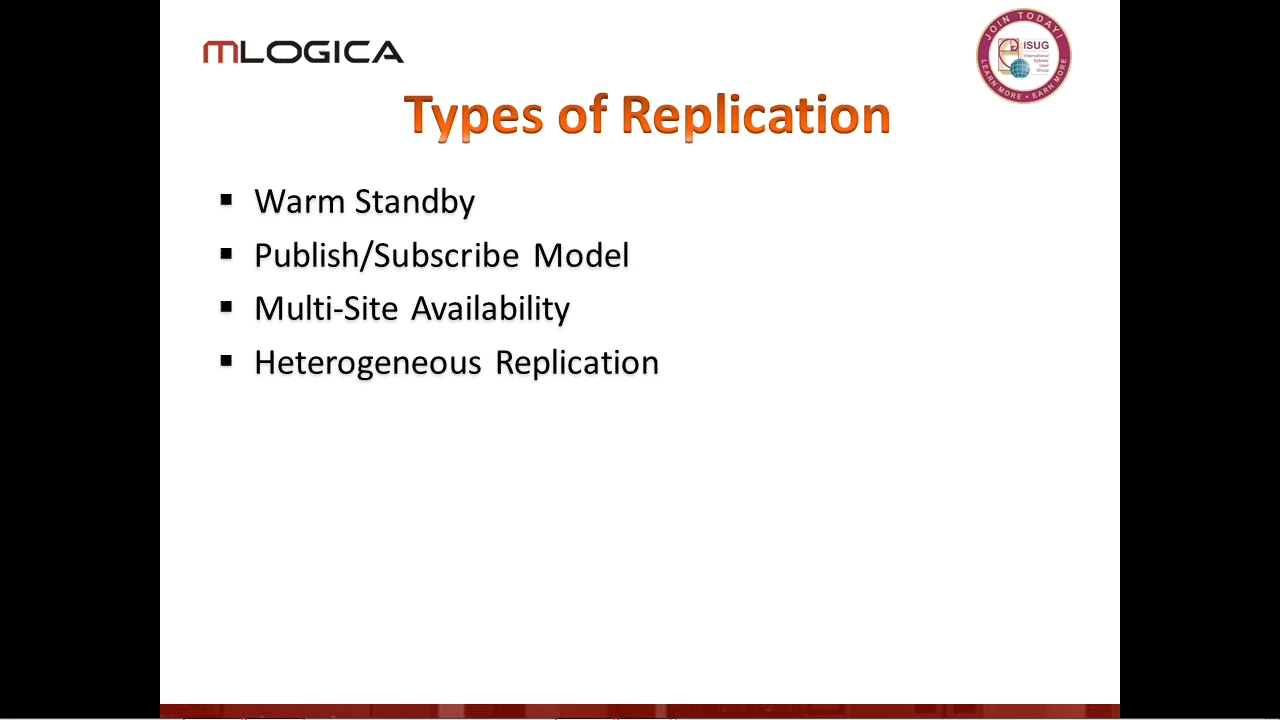 mLOGICA
JOIN TODAY!
ISUG
International
Sybase
User
Group
LEARN MORE • EARN MORE
Types of Replication
▪ Warm Standby
▪ Publish/Subscribe Model
▪ Multi-Site Availability
▪ Heterogeneous Replication